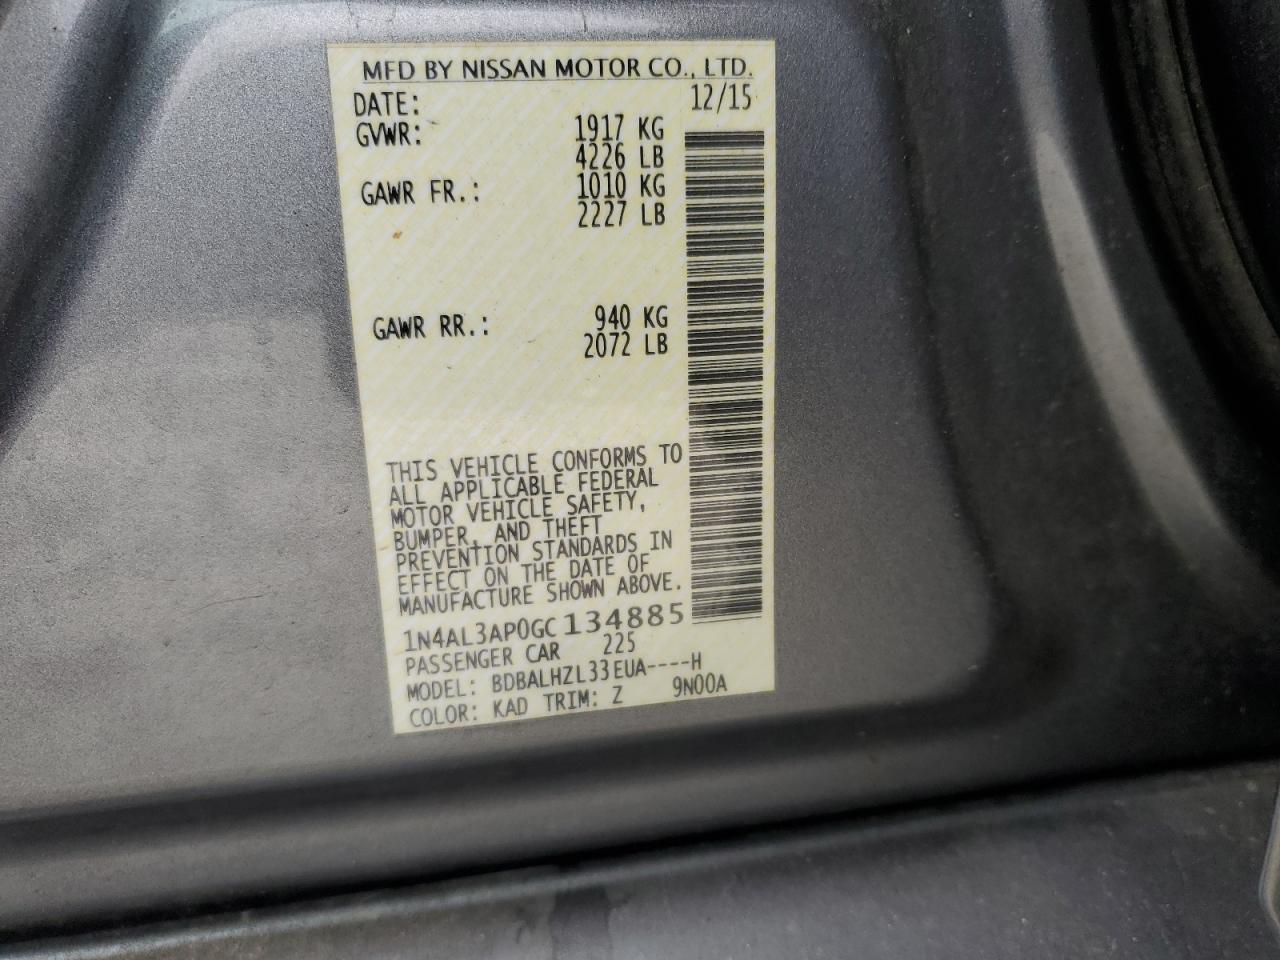 MFD BY NISSAN MOTOR CO., LTD.
DATE: 12/15
GVWR: 1917 KG
4226 LB
GAWR FR.: 1010 KG
2227 LB
GAWR RR.: 940 KG
2072 LB
THIS VEHICLE CONFORMS TO
ALL APPLICABLE FEDERAL
MOTOR VEHICLE SAFETY,
BUMPER, AND THEFT
PREVENTION STANDARDS IN
EFFECT ON THE DATE OF
MANUFACTURE SHOWN ABOVE.
1N4AL3AP0GC134885
PASSENGER CAR 225
MODEL: BDBALHZL33EUA----H
COLOR: KAD TRIM: Z 9N00A